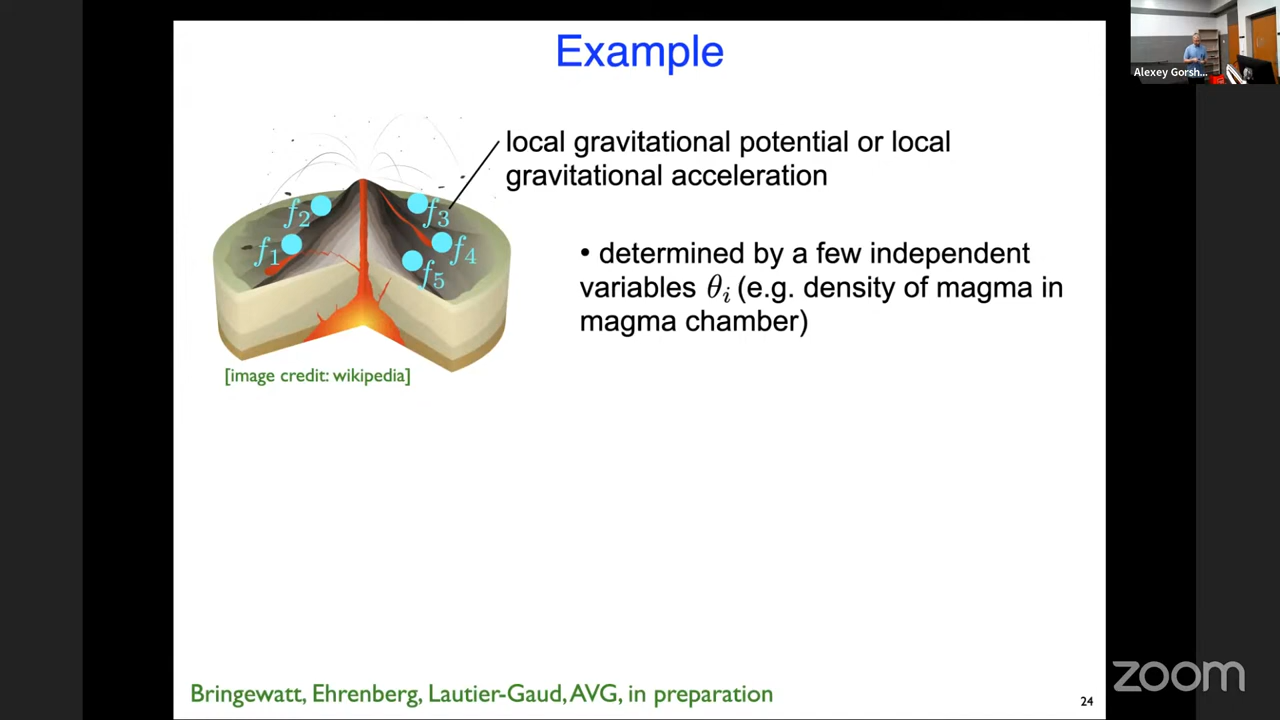 Example
local gravitational potential or local
gravitational acceleration
f₂
f₃
f₁
f₄
f₅
• determined by a few independent
variables θᵢ (e.g. density of magma in
magma chamber)
[image credit: wikipedia]
Bringewatt, Ehrenberg, Lautier-Gaud, AVG, in preparation
24
Alexey Gorsh...
zoom